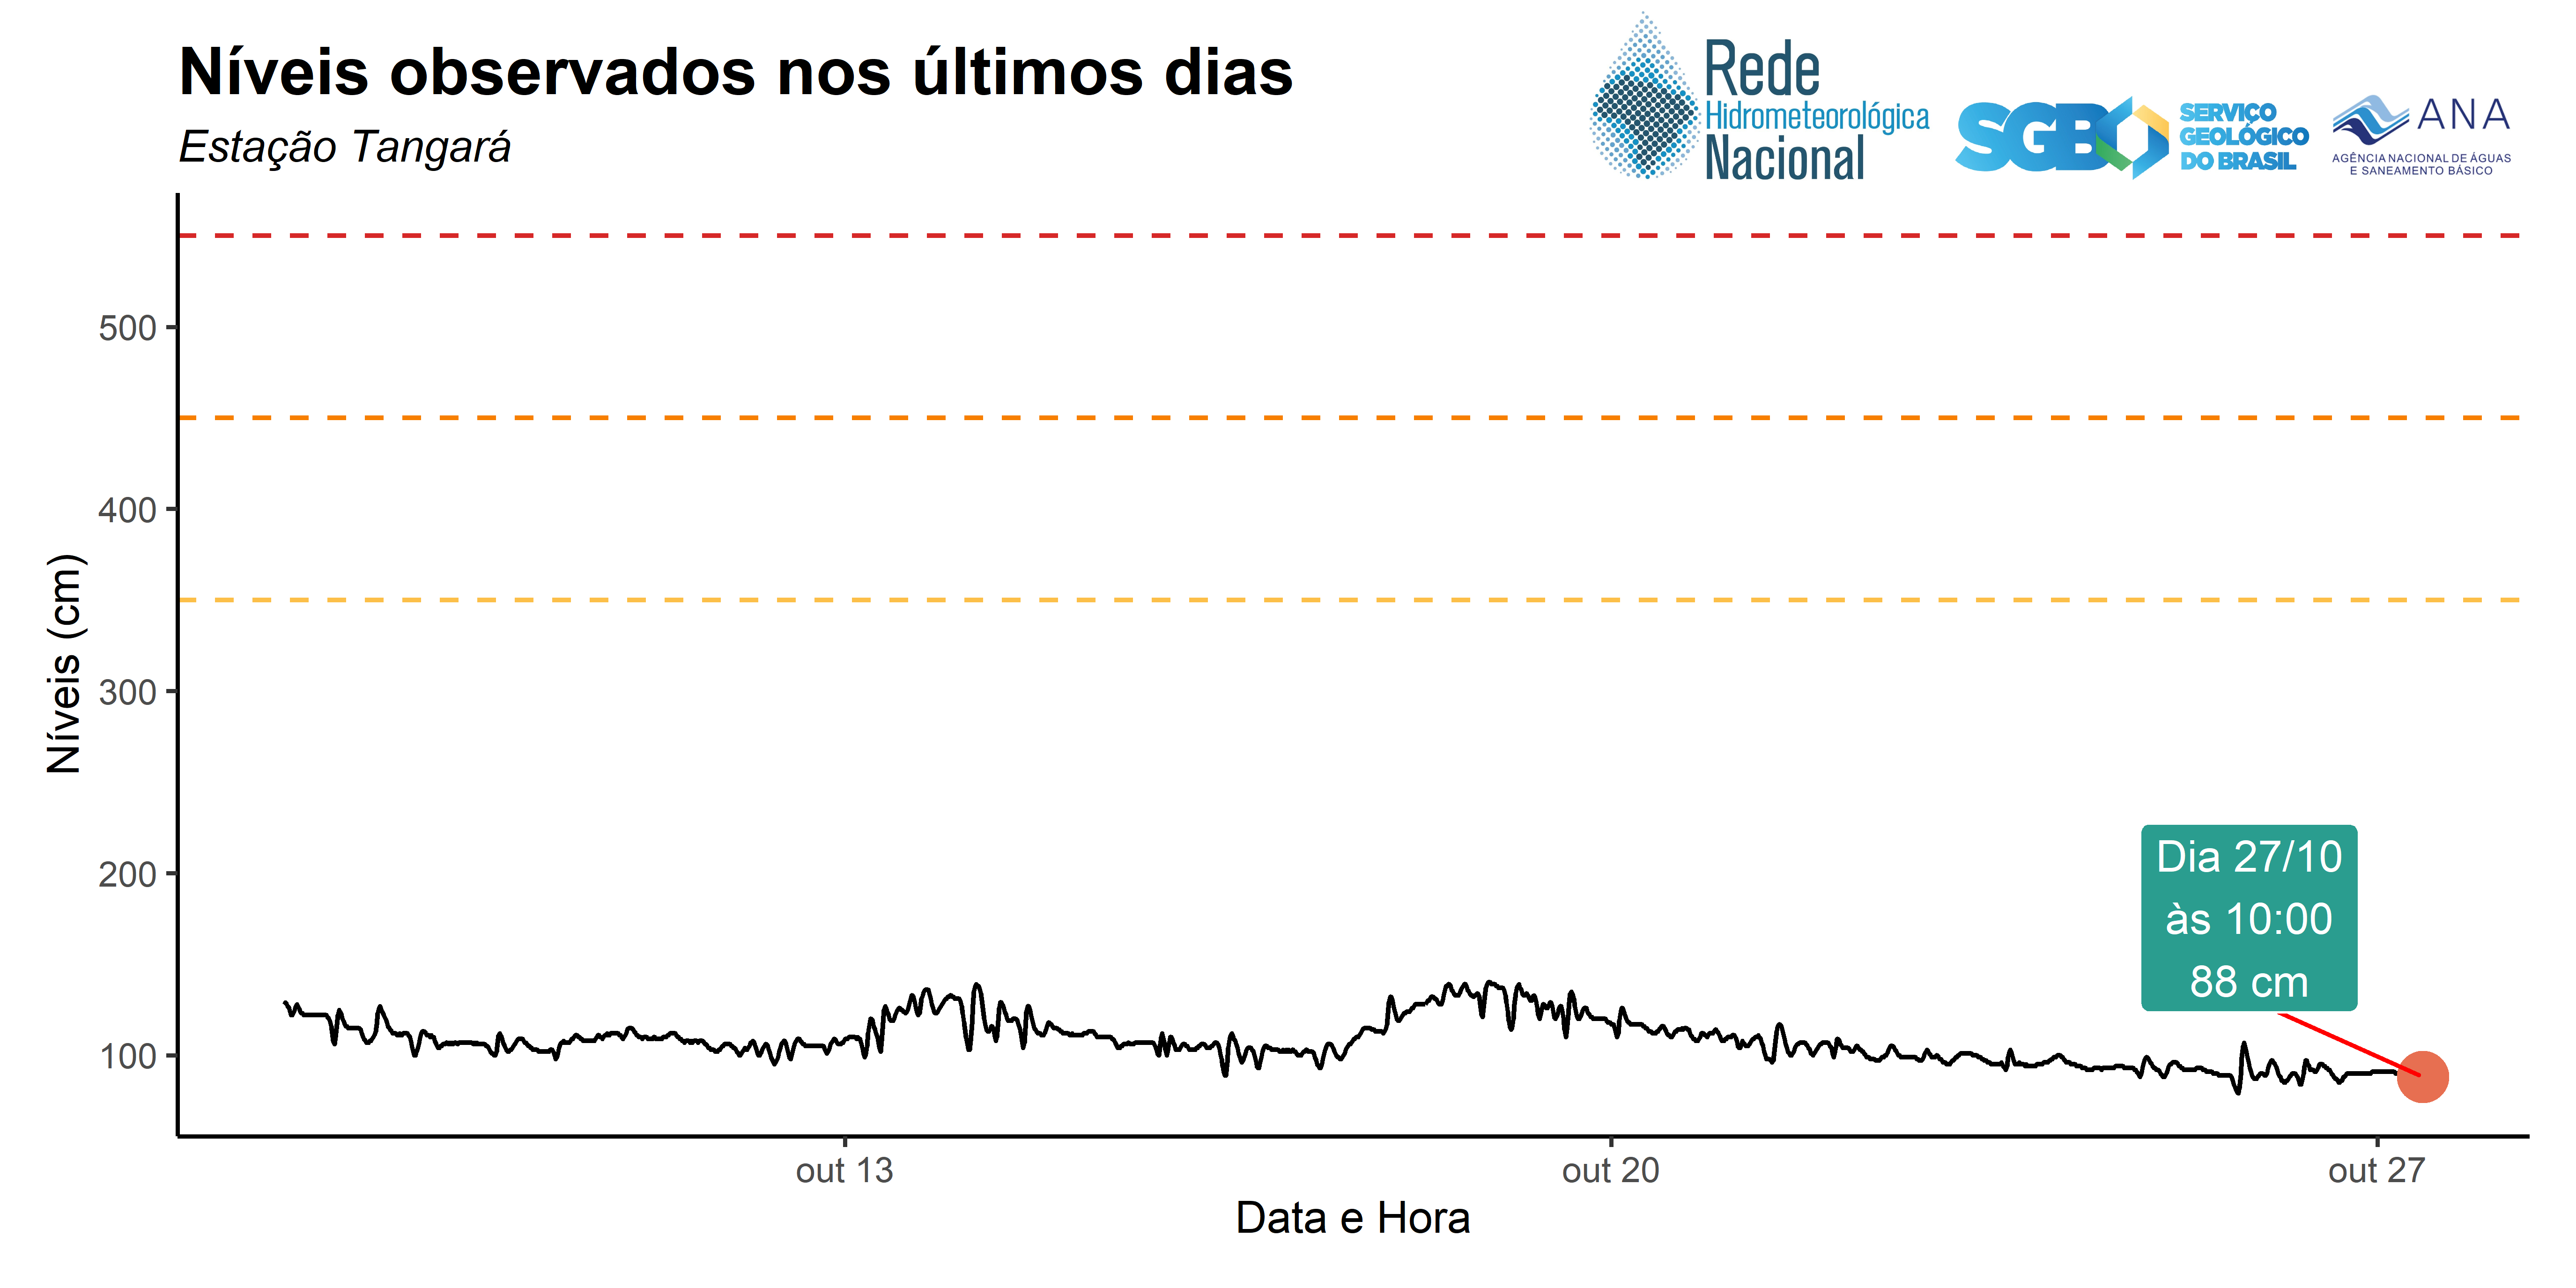 Níveis observados nos últimos dias
Estação Tangará
Rede
Hidrometeorológica
Nacional
SGB
SERVIÇO
GEOLÓGICO
DO BRASIL
ANA
AGÊNCIA NACIONAL DE ÁGUAS
E SANEAMENTO BÁSICO
Níveis (cm)
500
400
300
200
100
Dia 27/10
às 10:00
88 cm
out 13
out 20
out 27
Data e Hora